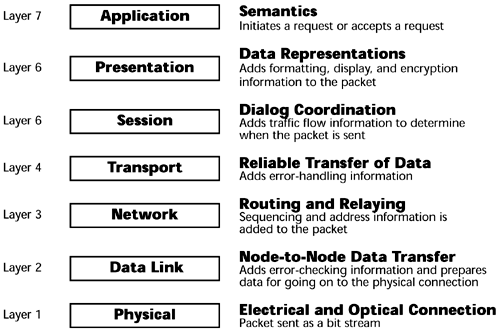 Layer 7
Application
Semantics
Initiates a request or accepts a request
Layer 6
Presentation
Data Representations
Adds formatting, display, and encryption
information to the packet
Layer 6
Session
Dialog Coordination
Adds traffic flow information to determine
when the packet is sent
Layer 4
Transport
Reliable Transfer of Data
Adds error-handling information
Layer 3
Network
Routing and Relaying
Sequencing and address information is
added to the packet
Layer 2
Data Link
Node-to-Node Data Transfer
Adds error-checking information and prepares
data for going on to the physical connection
Layer 1
Physical
Electrical and Optical Connection
Packet sent as a bit stream